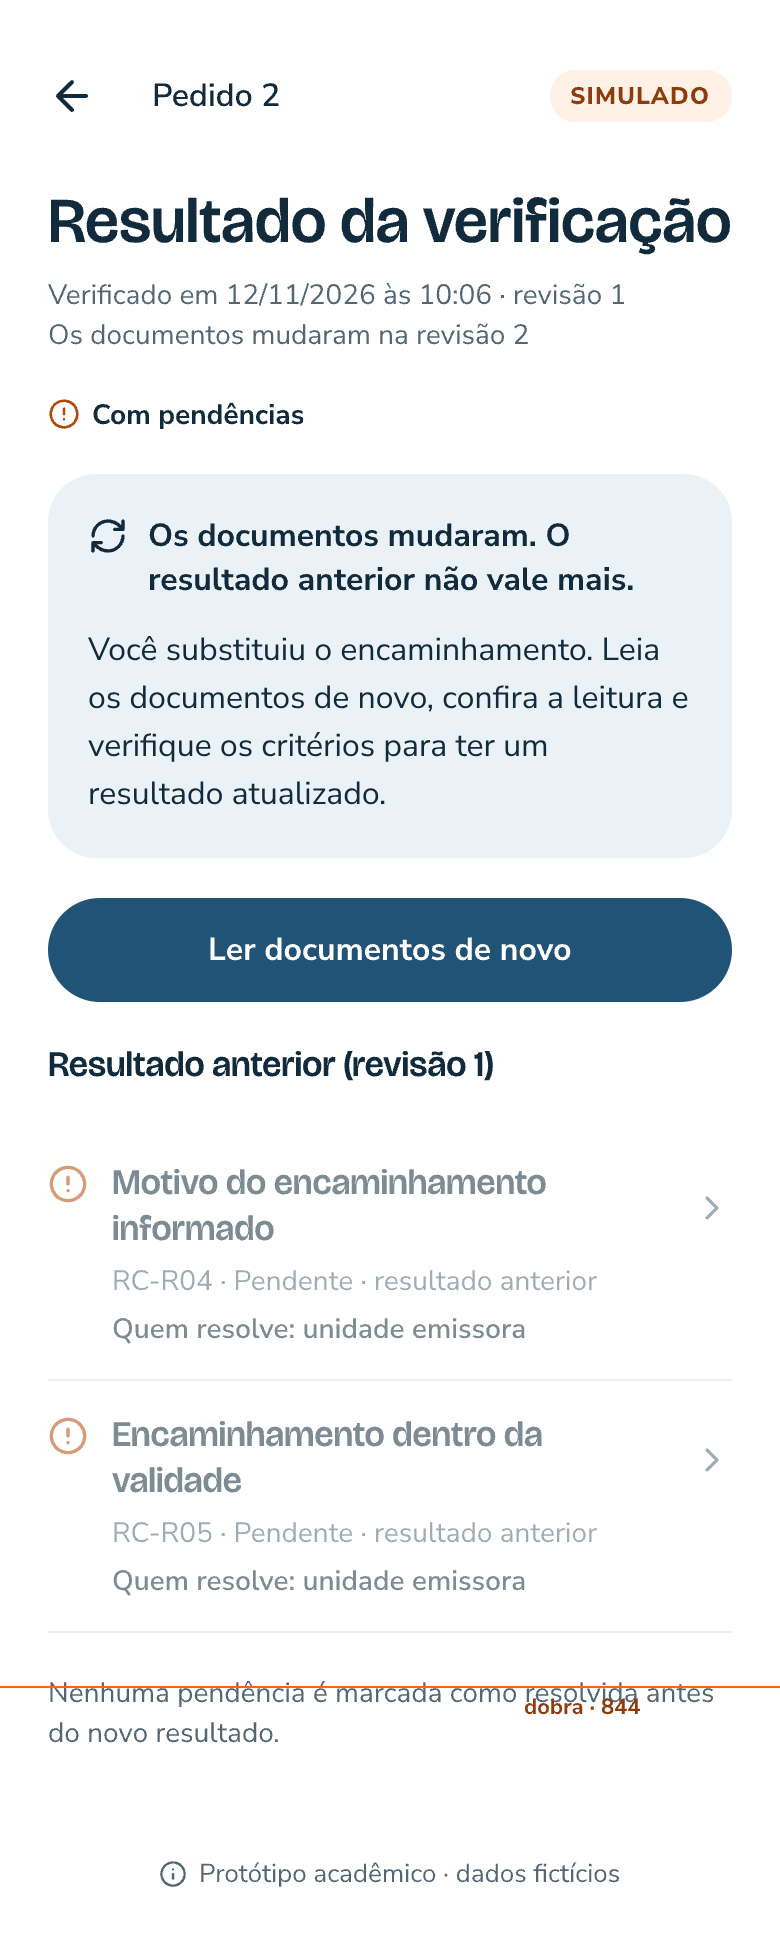 Pedido 2
SIMULADO
Resultado da verificação
Verificado em 12/11/2026 às 10:06 · revisão 1
Os documentos mudaram na revisão 2
Com pendências
Os documentos mudaram. O
resultado anterior não vale mais.
Você substituiu o encaminhamento. Leia
os documentos de novo, confira a leitura e
verifique os critérios para ter um
resultado atualizado.
Ler documentos de novo
Resultado anterior (revisão 1)
Motivo do encaminhamento
informado
RC-R04 · Pendente · resultado anterior
Quem resolve: unidade emissora
Encaminhamento dentro da
validade
RC-R05 · Pendente · resultado anterior
Quem resolve: unidade emissora
Nenhuma pendência é marcada como resolvida antes
dobra · 844
do novo resultado.
Protótipo acadêmico · dados fictícios